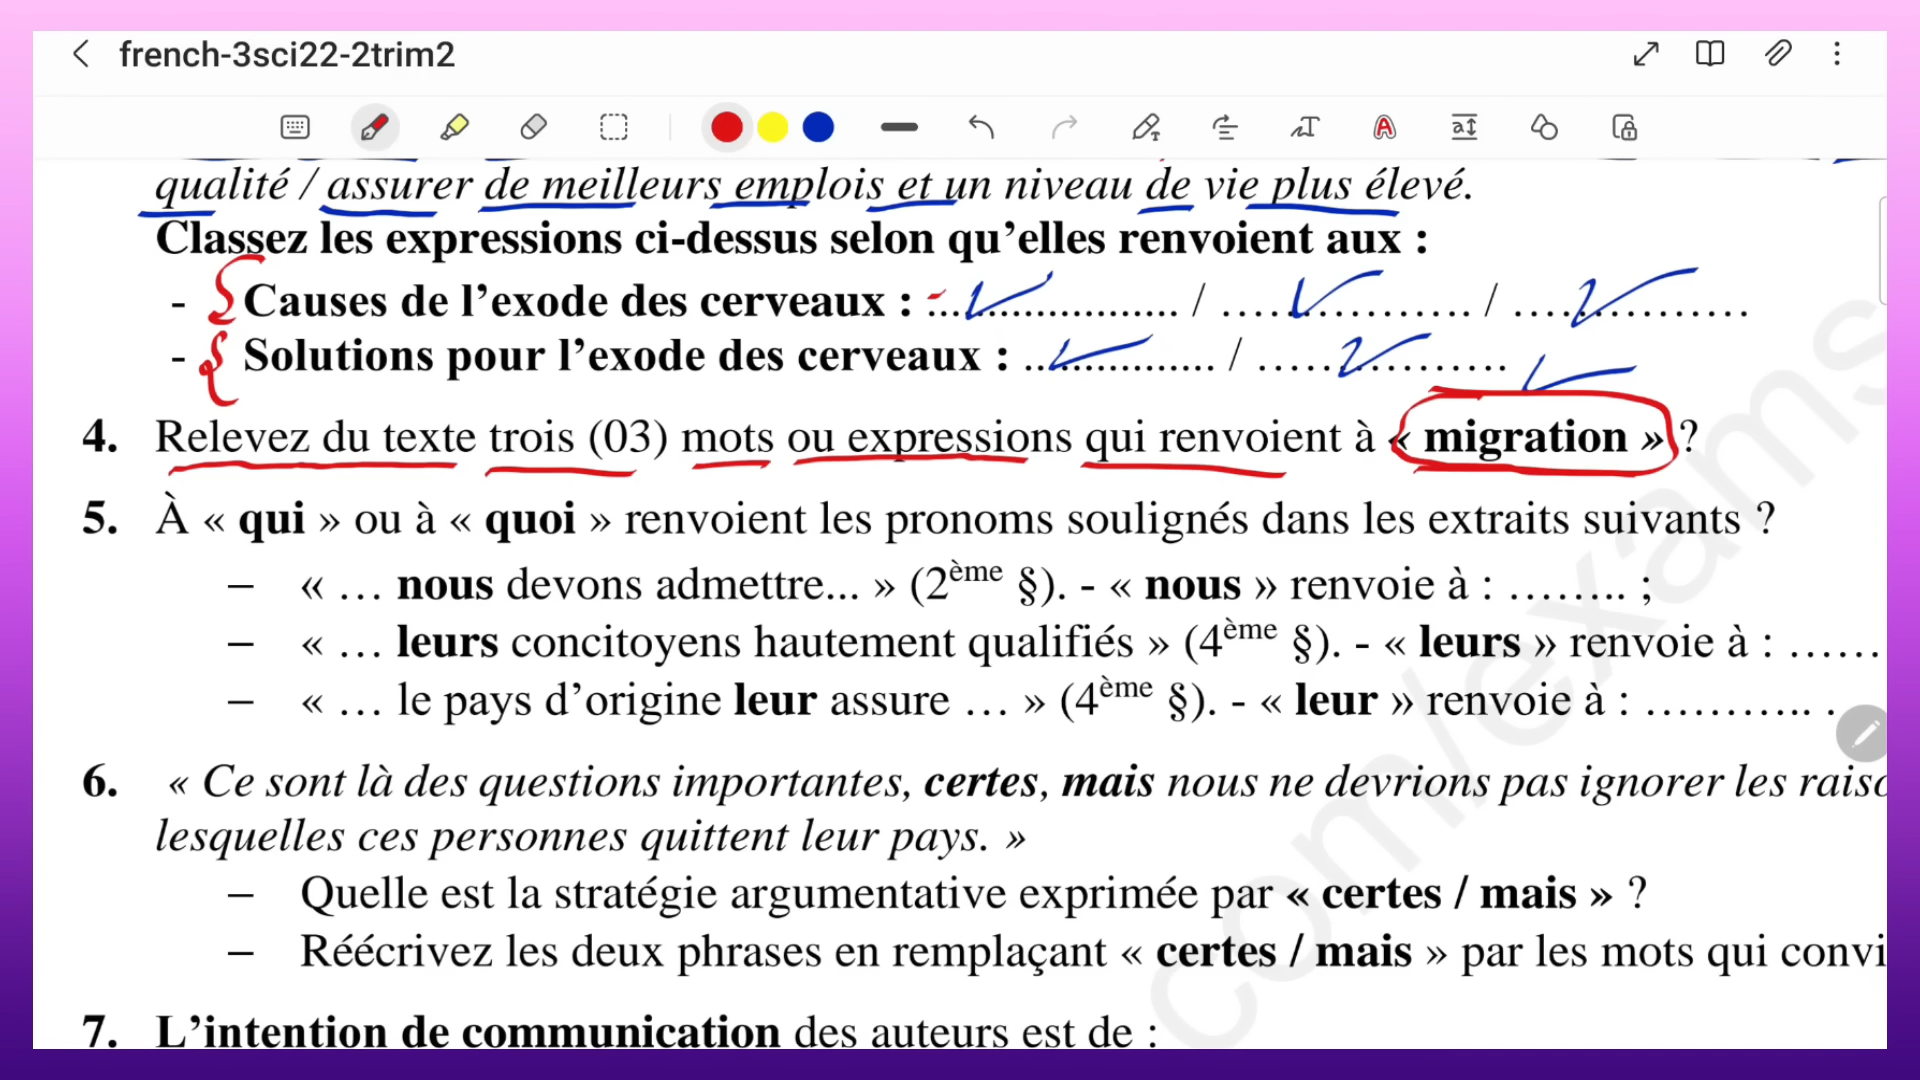 french-3sci22-2trim2
qualité / assurer de meilleurs emplois et un niveau de vie plus élevé.
Classez les expressions ci-dessus selon qu’elles renvoient aux :
- Causes de l’exode des cerveaux : ...................... / .................... / ..................
- Solutions pour l’exode des cerveaux : .................. / ....................
4. Relevez du texte trois (03) mots ou expressions qui renvoient à « migration » ?
5. À « qui » ou à « quoi » renvoient les pronoms soulignés dans les extraits suivants ?
– « … nous devons admettre... » (2ème §). - « nous » renvoie à : …….. ;
– « … leurs concitoyens hautement qualifiés » (4ème §). - « leurs » renvoie à : ……
– « … le pays d’origine leur assure … » (4ème §). - « leur » renvoie à : ……….. .
6. « Ce sont là des questions importantes, certes, mais nous ne devrions pas ignorer les raiso
lesquelles ces personnes quittent leur pays. »
– Quelle est la stratégie argumentative exprimée par « certes / mais » ?
– Réécrivez les deux phrases en remplaçant « certes / mais » par les mots qui convi
7. L’intention de communication des auteurs est de :
com/exams